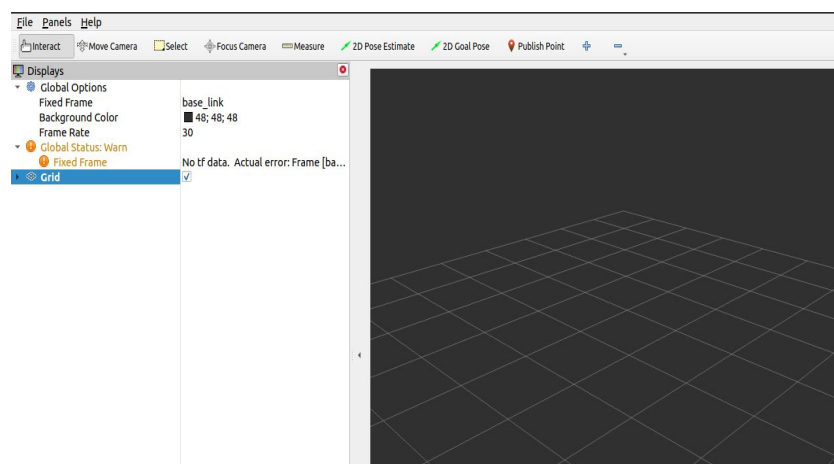 File Panels Help
Interact Move Camera Select Focus Camera Measure 2D Pose Estimate 2D Goal Pose Publish Point
Displays
Global Options
Fixed Frame base_link
Background Color 48; 48; 48
Frame Rate 30
Global Status: Warn
Fixed Frame No tf data. Actual error: Frame [ba...
Grid